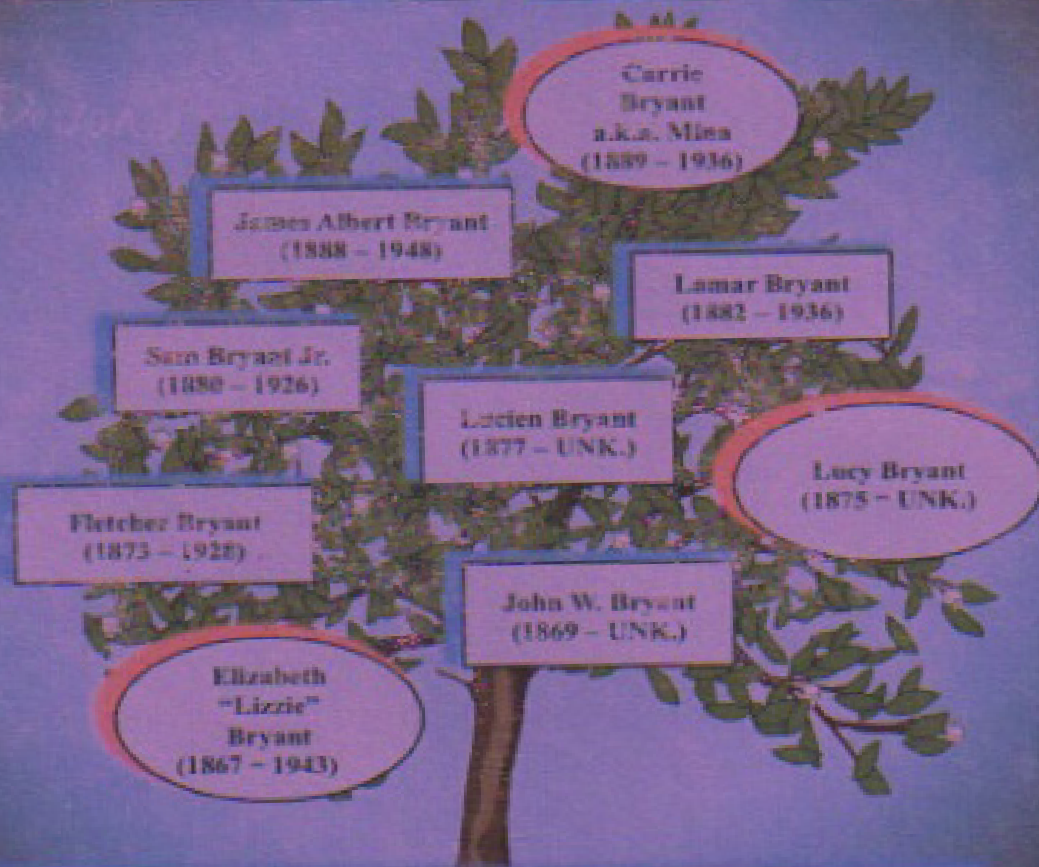 Carrie
Bryant
a.k.a. Mina
(1889 – 1936)
James Albert Bryant
(1888 – 1948)
Lamar Bryant
(1882 – 1936)
Sam Bryant Jr.
(1880 – 1926)
Lucien Bryant
(1877 – UNK.)
Lucy Bryant
(1875 – UNK.)
Fletcher Bryant
(1873 – 1928)
John W. Bryant
(1869 – UNK.)
Elizabeth
“Lizzie”
Bryant
(1867 – 1943)